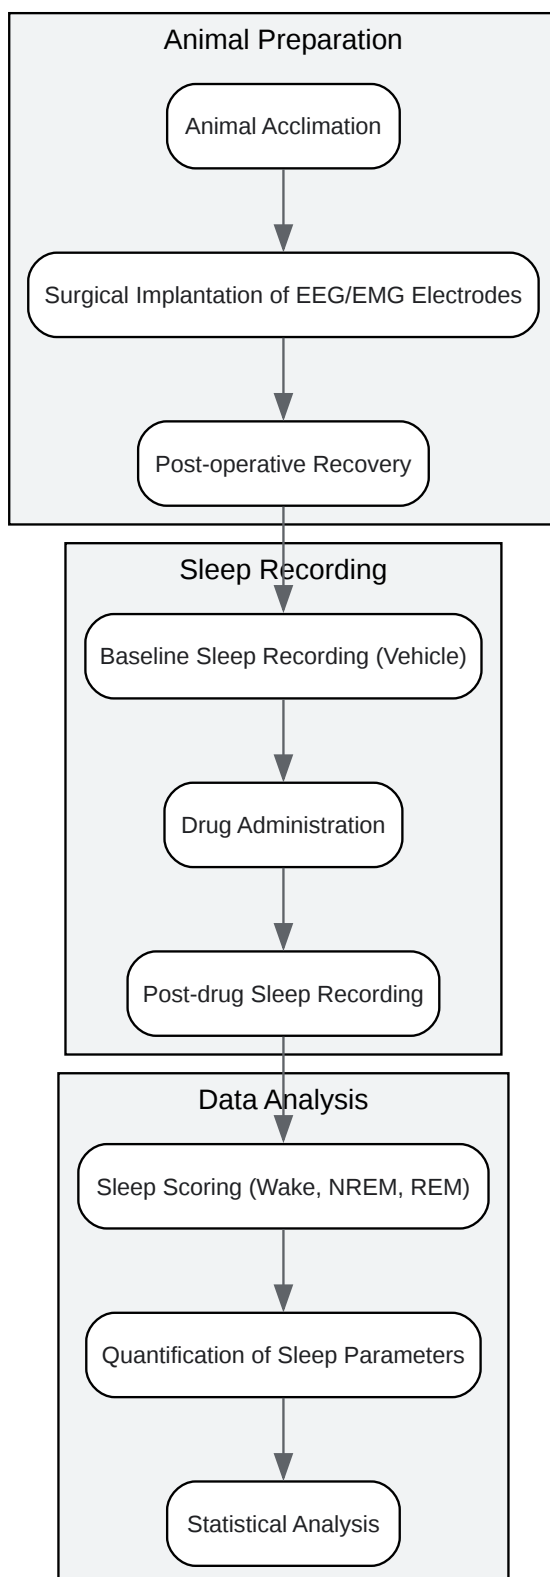 Animal Preparation
Animal Acclimation
Surgical Implantation of EEG/EMG Electrodes
Post-operative Recovery
Sleep Recording
Baseline Sleep Recording (Vehicle)
Drug Administration
Post-drug Sleep Recording
Data Analysis
Sleep Scoring (Wake, NREM, REM)
Quantification of Sleep Parameters
Statistical Analysis